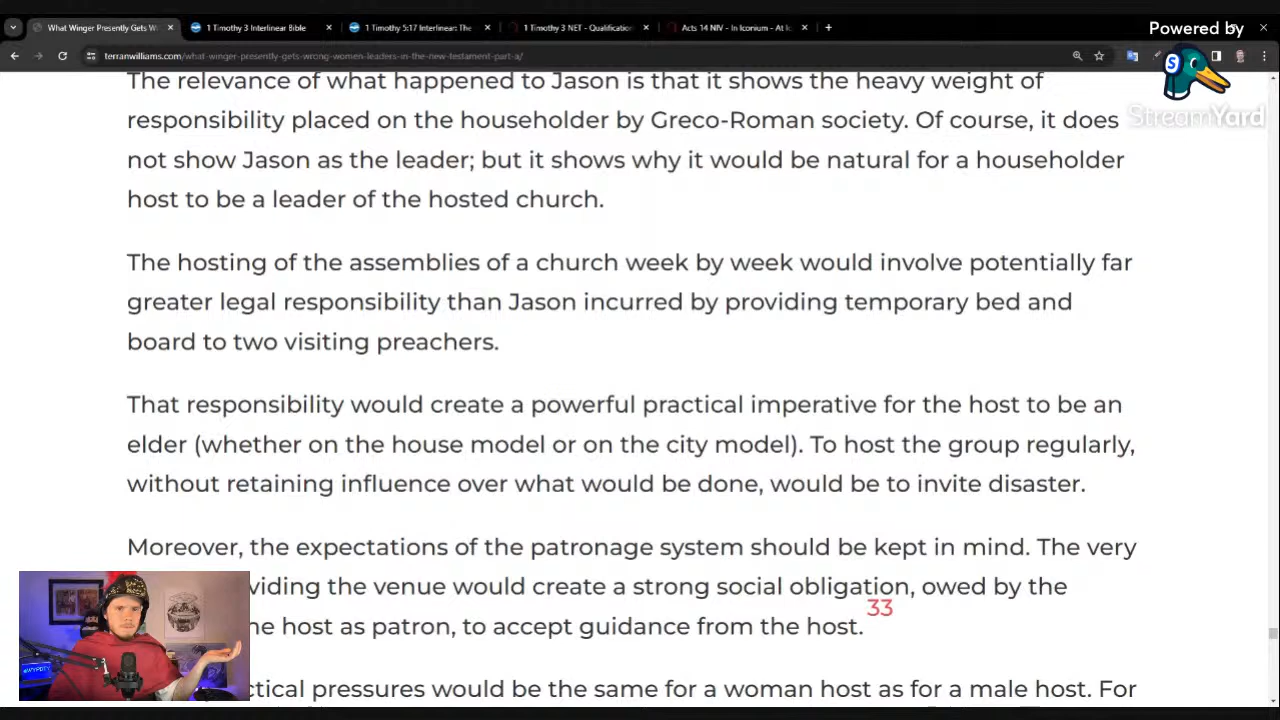 What Winger Presently Gets W
1 Timothy 3 Interlinear Bible
1 Timothy 5:17 Interlinear: The
1 Timothy 3 NET - Qualification
Acts 14 NIV - In Iconium - At Ic
Powered by
terranwilliams.com/what-winger-presently-gets-wrong-women-leaders-in-the-new-testament-part-a/
S
StreamYard
The relevance of what happened to Jason is that it shows the heavy weight of
responsibility placed on the householder by Greco-Roman society. Of course, it does
not show Jason as the leader; but it shows why it would be natural for a householder
host to be a leader of the hosted church.
The hosting of the assemblies of a church week by week would involve potentially far
greater legal responsibility than Jason incurred by providing temporary bed and
board to two visiting preachers.
That responsibility would create a powerful practical imperative for the host to be an
elder (whether on the house model or on the city model). To host the group regularly,
without retaining influence over what would be done, would be to invite disaster.
Moreover, the expectations of the patronage system should be kept in mind. The very
viding the venue would create a strong social obligation, owed by the
he host as patron, to accept guidance from the host.33
ctical pressures would be the same for a woman host as for a male host. For
@WYPDTY